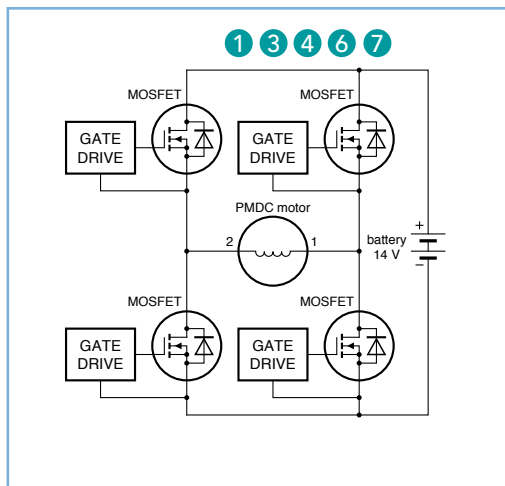 1 3 4 6 7
MOSFET
MOSFET
GATE
DRIVE
GATE
DRIVE
PMDC motor
2
1
+
battery
14 V
−
MOSFET
MOSFET
GATE
DRIVE
GATE
DRIVE